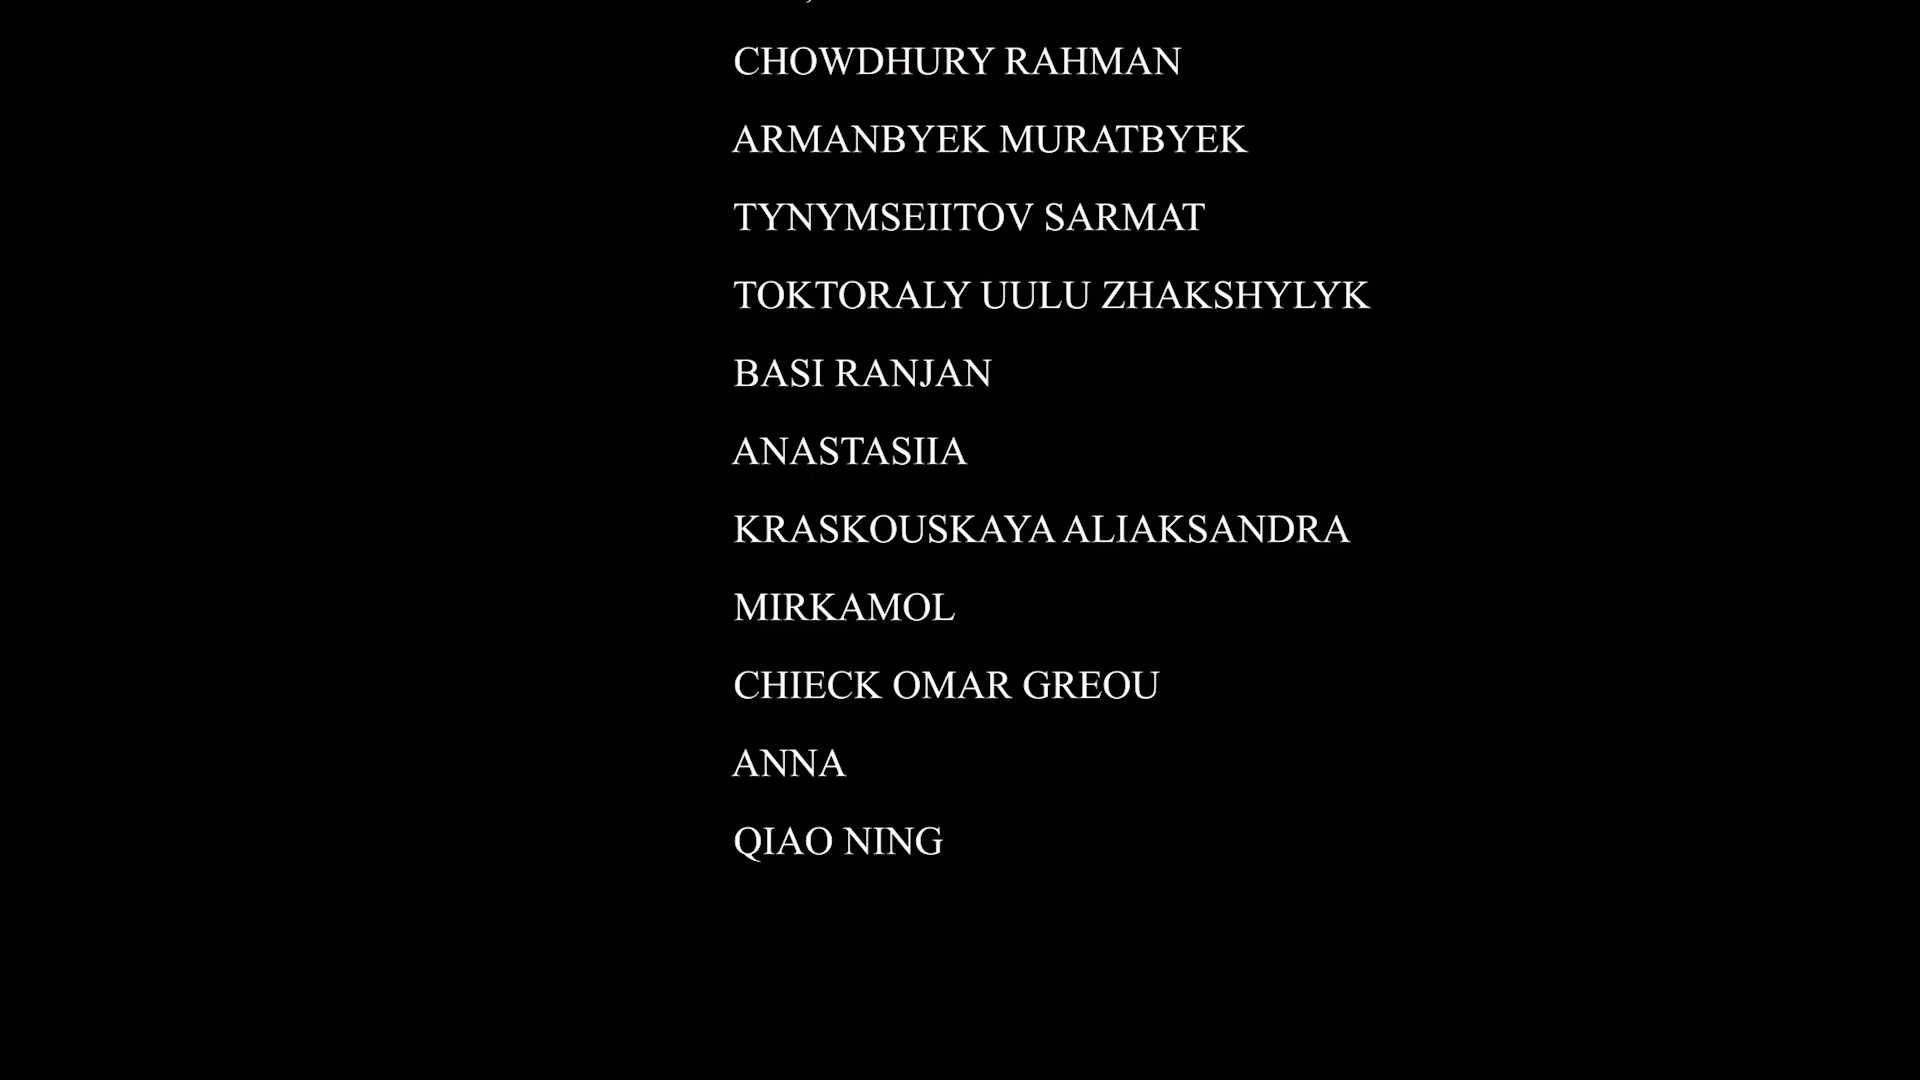 CHOWDHURY RAHMAN
ARMANBYEK MURATBYEK
TYNYMSEIITOV SARMAT
TOKTORALY UULU ZHAKSHYLYK
BASI RANJAN
ANASTASIIA
KRASKOUSKAYA ALIAKSANDRA
MIRKAMOL
CHIECK OMAR GREOU
ANNA
QIAO NING